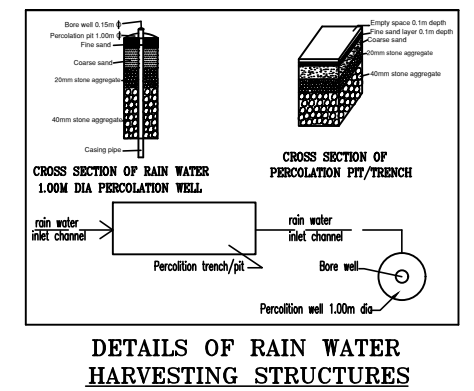 Bore well 0.15m ϕ
Percolation pit 1.00m ϕ
Fine sand
Coarse sand
20mm stone aggregate
40mm stone aggregate
Casing pipe
CROSS SECTION OF RAIN WATER
1.00M DIA PERCOLATION WELL
Empty space 0.1m depth
Fine sand layer 0.1m depth
Coarse sand
20mm stone aggregate
40mm stone aggregate
CROSS SECTION OF
PERCOLATION PIT/TRENCH
rain water
inlet channel
Percolition trench/pit
rain water
inlet channel
Bore well
Percolition well 1.00m dia
DETAILS OF RAIN WATER
HARVESTING STRUCTURES